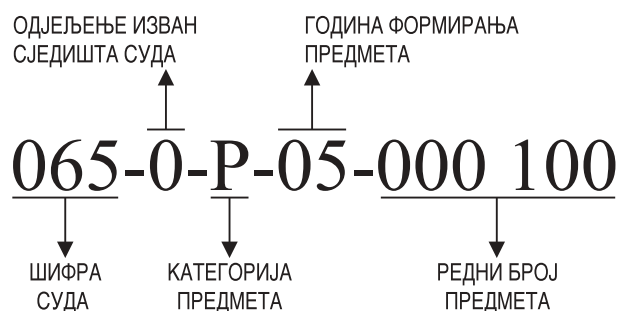 ОДЈЕЉЕЊЕ ИЗВАН
СЈЕДИШТА СУДА
ГОДИНА ФОРМИРАЊА
ПРЕДМЕТА
065-0-P-05-000 100
ШИФРА
СУДА
КАТЕГОРИЈА
ПРЕДМЕТА
РЕДНИ БРОЈ
ПРЕДМЕТА